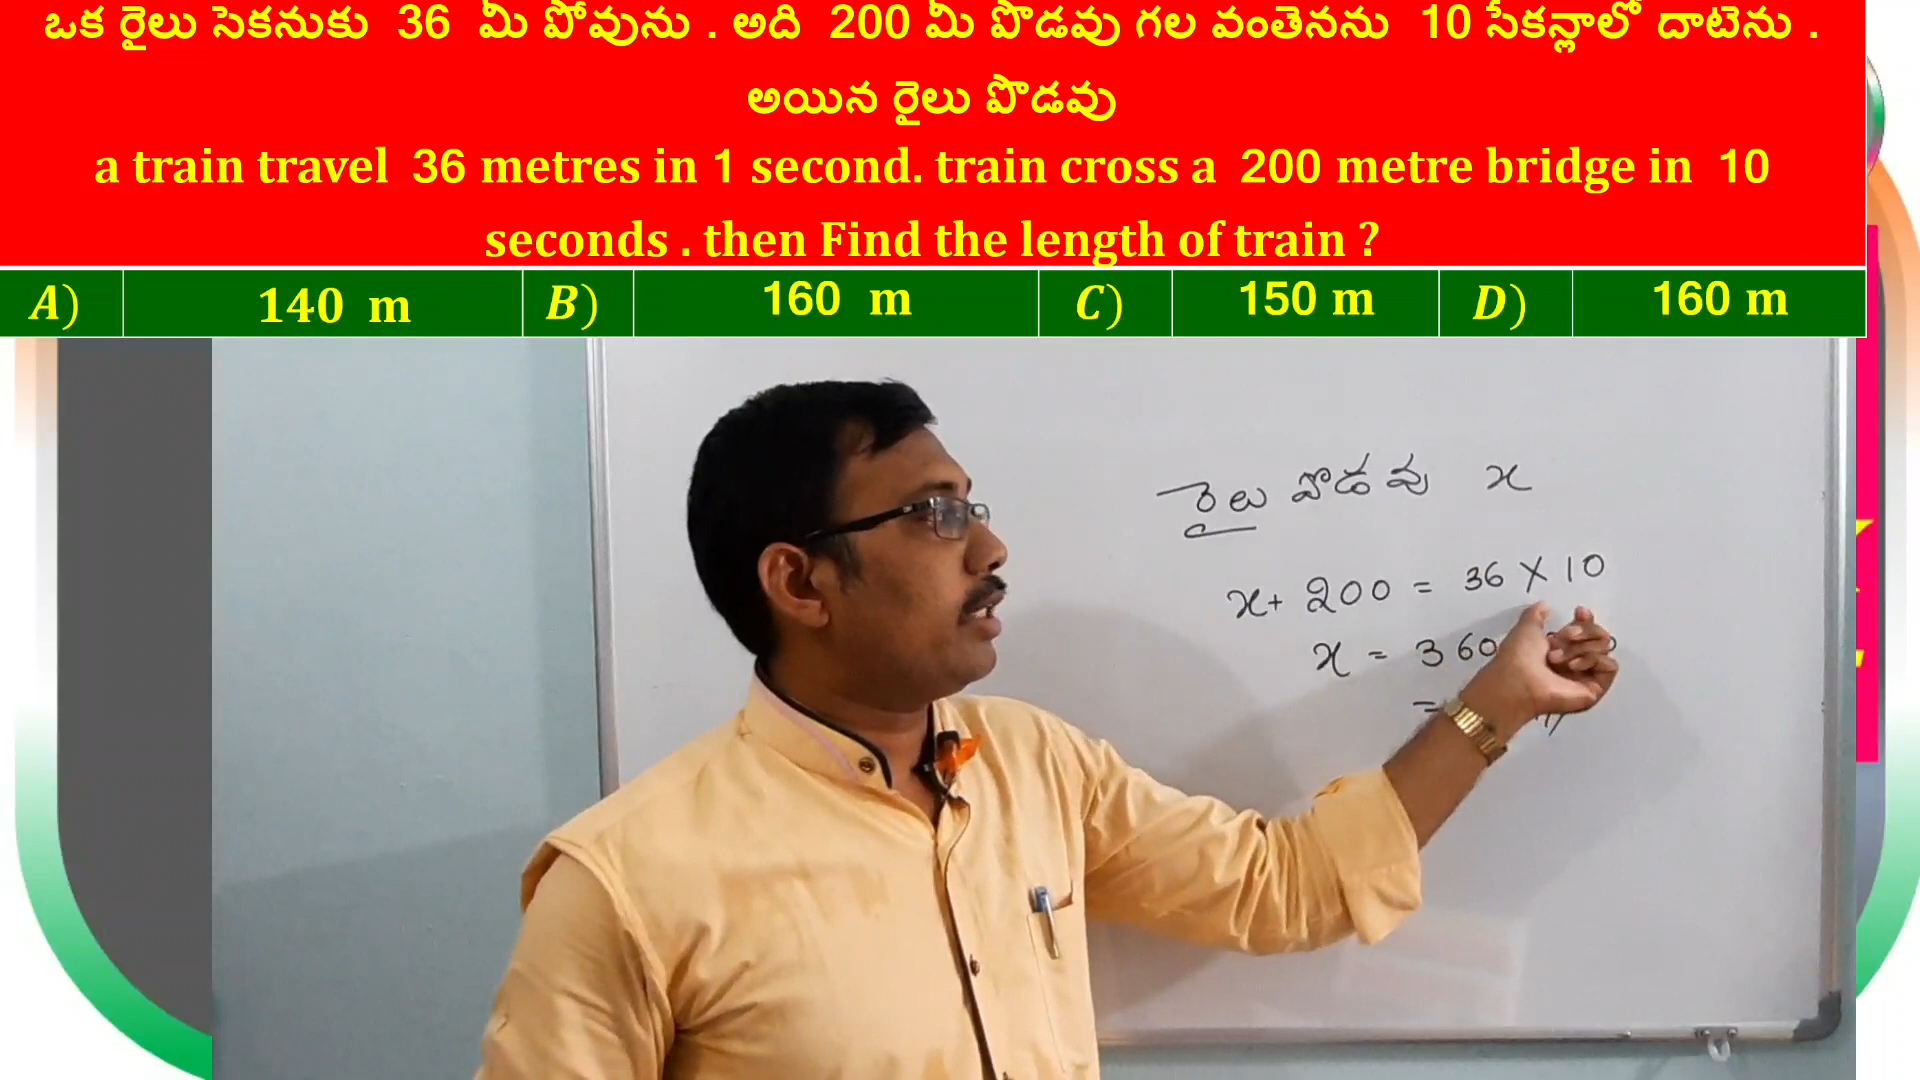 ఒక రైలు సెకనుకు 36 మీ పోవును . అది 200 మీ పొడవు గల వంతెనను 10 సేకన్లాలో దాటెను .
అయిన రైలు పొడవు
a train travel 36 metres in 1 second. train cross a 200 metre bridge in 10
seconds . then Find the length of train ?
A) 140 m B) 160 m C) 150 m D) 160 m
రైలు పొడవు x
x + 200 = 36 X 10
x = 360
=